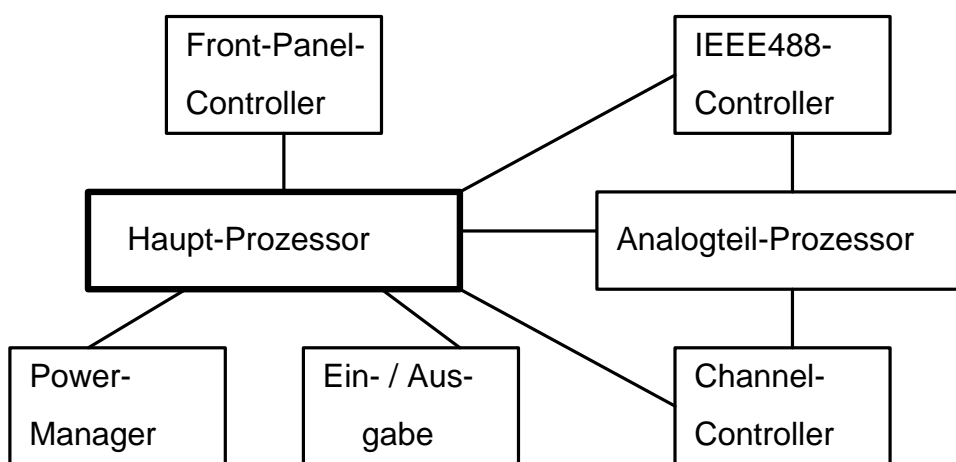 Front-Panel-
Controller
IEEE488-
Controller
Haupt-Prozessor
Analogteil-Prozessor
Power-
Manager
Ein- / Aus-
gabe
Channel-
Controller